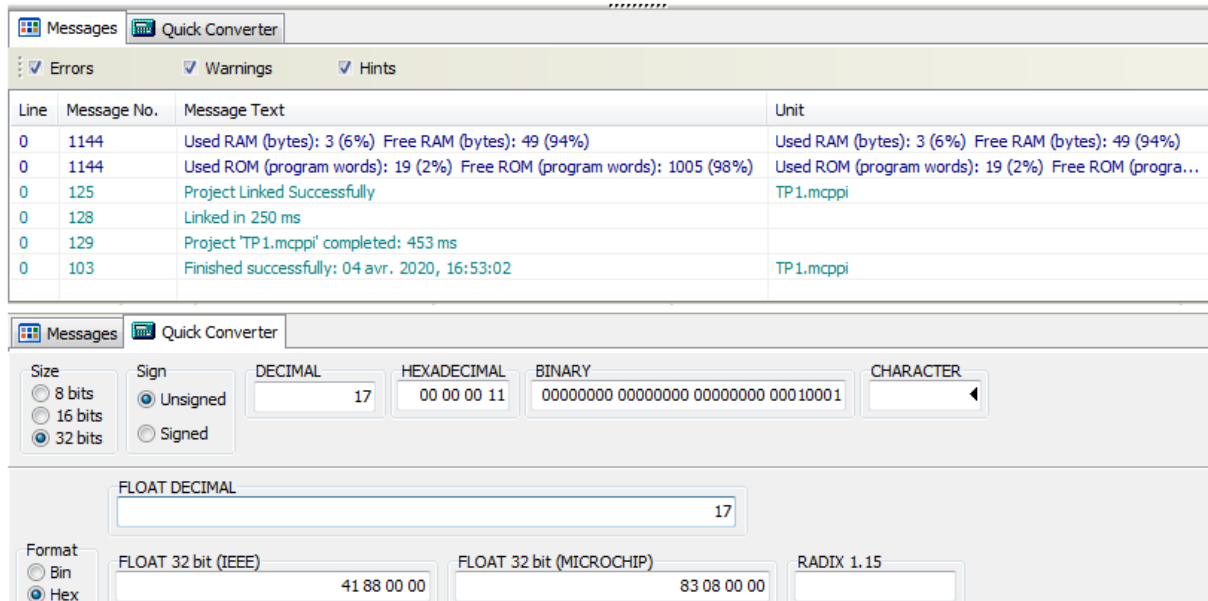 Messages Quick Converter
Errors Warnings Hints
Line Message No. Message Text Unit
0 1144 Used RAM (bytes): 3 (6%) Free RAM (bytes): 49 (94%) Used RAM (bytes): 3 (6%) Free RAM (bytes): 49 (94%)
0 1144 Used ROM (program words): 19 (2%) Free ROM (program words): 1005 (98%) Used ROM (program words): 19 (2%) Free ROM (progra...
0 125 Project Linked Successfully TP1.mcppi
0 128 Linked in 250 ms
0 129 Project 'TP1.mcppi' completed: 453 ms
0 103 Finished successfully: 04 avr. 2020, 16:53:02 TP1.mcppi
Messages Quick Converter
Size Sign DECIMAL HEXADECIMAL BINARY CHARACTER
8 bits Unsigned 17 00 00 00 11 00000000 00000000 00000000 00010001 ◄
16 bits
32 bits Signed
FLOAT DECIMAL
17
Format
Bin FLOAT 32 bit (IEEE) FLOAT 32 bit (MICROCHIP) RADIX 1.15
Hex 41 88 00 00 83 08 00 00